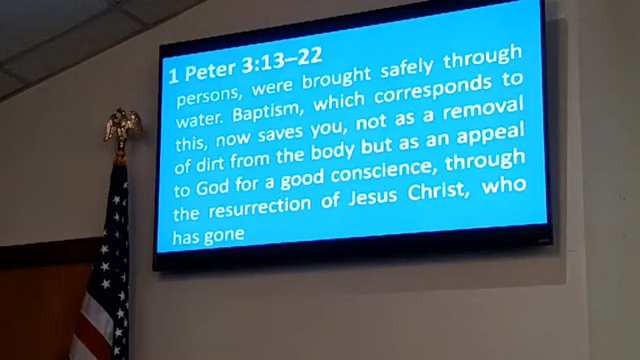 1 Peter 3:13–22
persons, were brought safely through
water. Baptism, which corresponds to
this, now saves you, not as a removal
of dirt from the body but as an appeal
to God for a good conscience, through
the resurrection of Jesus Christ, who
has gone